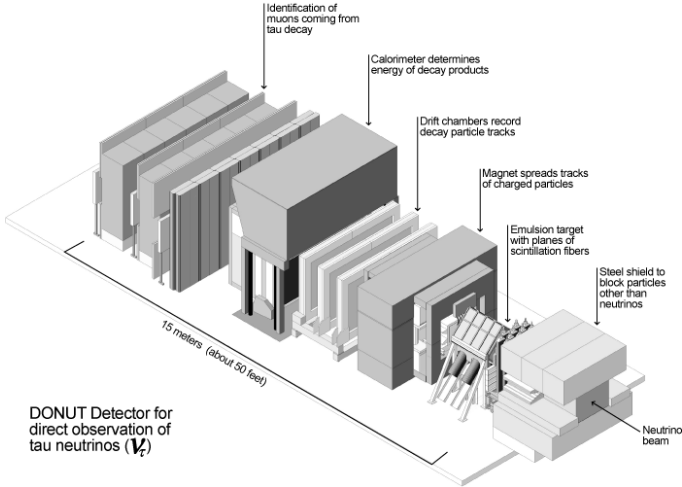 Identification of
muons coming from
tau decay
Calorimeter determines
energy of decay products
Drift chambers record
decay particle tracks
Magnet spreads tracks
of charged particles
Emulsion target
with planes of
scintillation fibers
Steel shield to
block particles
other than
neutrinos
15 meters (about 50 feet)
Neutrino
beam
DONUT Detector for
direct observation of
tau neutrinos (ντ)